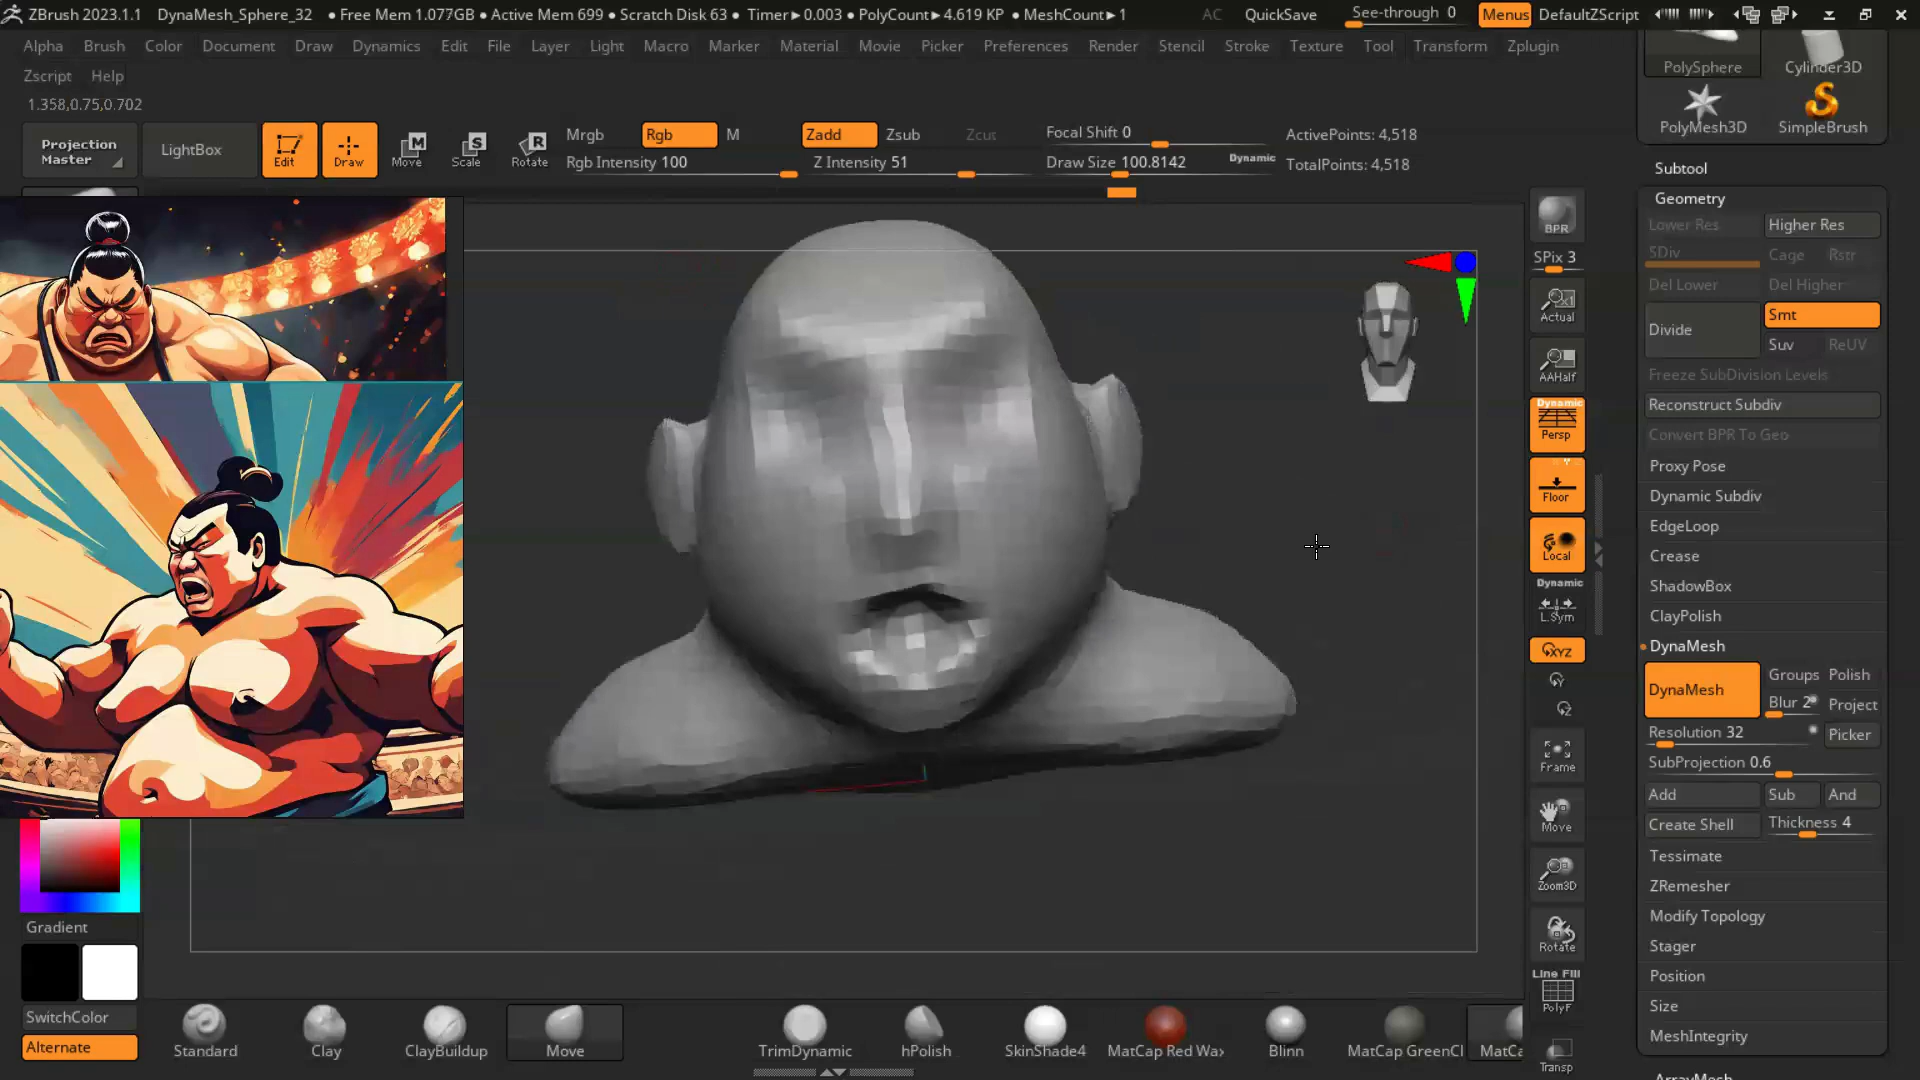 ZBrush 2023.1.1 DynaMesh_Sphere_32 ● Free Mem 1.077GB ● Active Mem 699 ● Scratch Disk 63 ● Timer►0.003 ● PolyCount►4.619 KP ● MeshCount►1 AC QuickSave See-through 0 Menus DefaultZScript
Alpha Brush Color Document Draw Dynamics Edit File Layer Light Macro Marker Material Movie Picker Preferences Render Stencil Stroke Texture Tool Transform Zplugin
Zscript Help
1.358,0.75,0.702
Projection Master
LightBox
Edit
Draw
Move
Scale
Rotate
Mrgb Rgb M Zadd Zsub Zcut Focal Shift 0 ActivePoints: 4,518
Rgb Intensity 100 Z Intensity 51 Draw Size 100.8142 Dynamic TotalPoints: 4,518
PolySphere Cylinder3D
PolyMesh3D SimpleBrush
BPR
SPix 3
Actual
AAHalf
Dynamic
Persp
Floor
Local
Dynamic
L.Sym
XYZ
Frame
Move
Zoom3D
Rotate
Line Fill
PolyF
Transp
Subtool
Geometry
Lower Res Higher Res
SDiv Cage Rstr
Del Lower Del Higher
Divide Smt
Suv ReUV
Freeze SubDivision Levels
Reconstruct Subdiv
Convert BPR To Geo
Proxy Pose
Dynamic Subdiv
EdgeLoop
Crease
ShadowBox
ClayPolish
DynaMesh
DynaMesh Groups Polish
Blur 2 Project
Resolution 32 Picker
SubProjection 0.6
Add Sub And
Create Shell Thickness 4
Tessimate
ZRemesher
Modify Topology
Stager
Position
Size
MeshIntegrity
ArrayMesh
Gradient
SwitchColor
Alternate
Standard Clay ClayBuildup Move TrimDynamic hPolish SkinShade4 MatCap Red Wax Blinn MatCap GreenCl MatCa